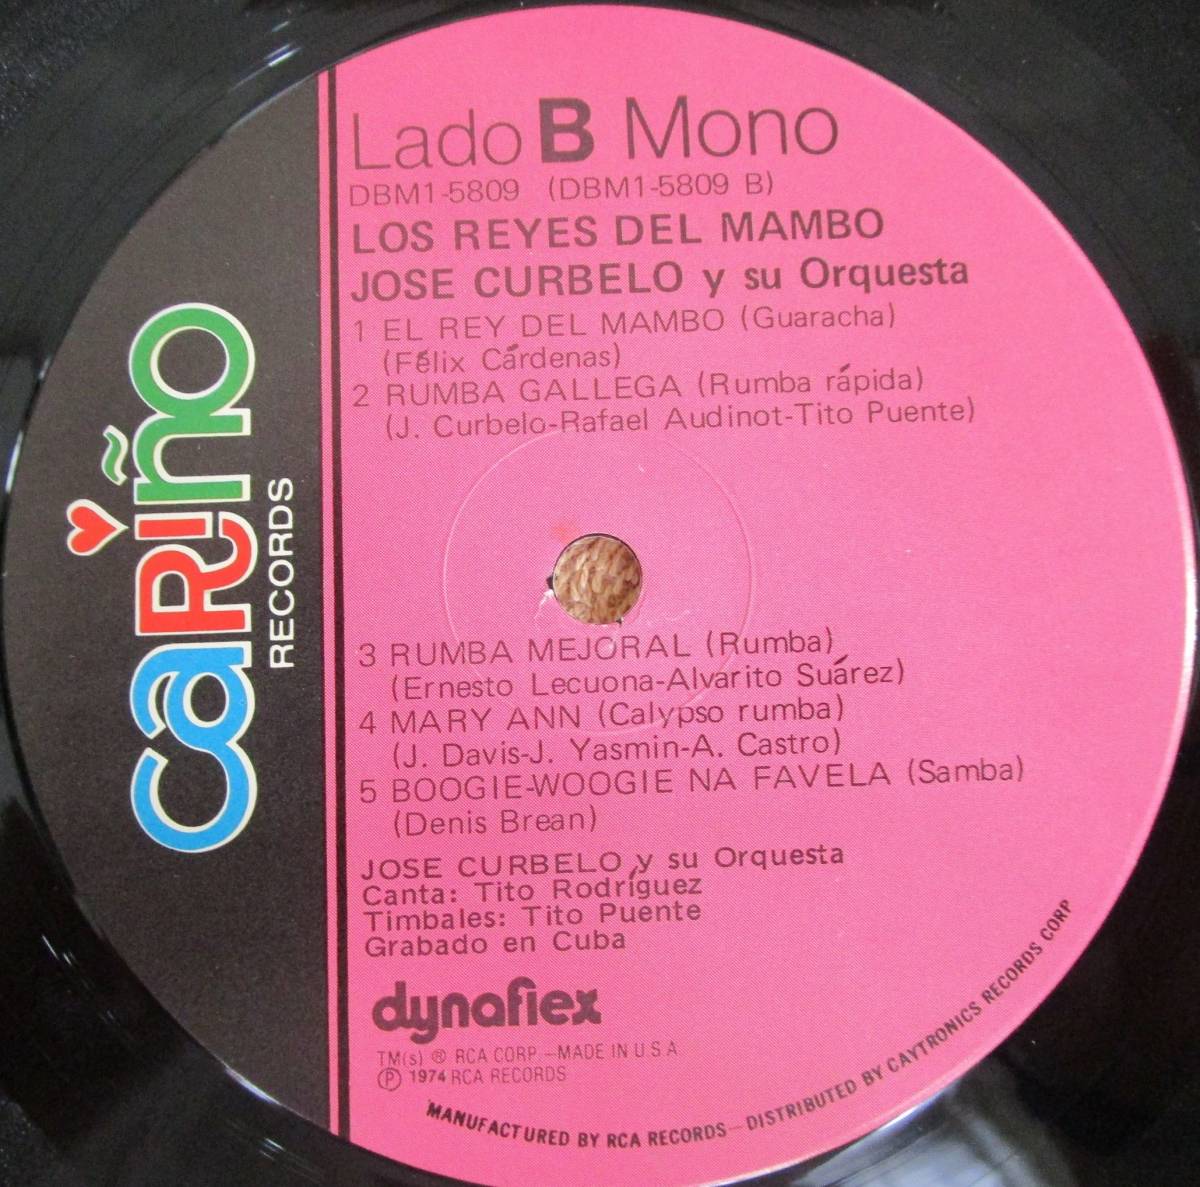 Lado B Mono
DBM1-5809 (DBM1-5809 B)
LOS REYES DEL MAMBO
JOSE CURBELO y su Orquesta
1 EL REY DEL MAMBO (Guaracha)
(Félix Cárdenas)
2 RUMBA GALLEGA (Rumba rápida)
(J. Curbelo-Rafael Audinot-Tito Puente)
3 RUMBA MEJORAL (Rumba)
(Ernesto Lecuona-Alvarito Suárez)
4 MARY ANN (Calypso rumba)
(J. Davis-J. Yasmin-A. Castro)
5 BOOGIE-WOOGIE NA FAVELA (Samba)
(Denis Brean)
JOSE CURBELO y su Orquesta
Canta: Tito Rodríguez
Timbales: Tito Puente
Grabado en Cuba
dynaflex
TM(s) ® RCA CORP.—MADE IN U.S.A
Ⓟ 1974 RCA RECORDS
MANUFACTURED BY RCA RECORDS—DISTRIBUTED BY CAYTRONICS RECORDS CORP
CARIÑO
RECORDS